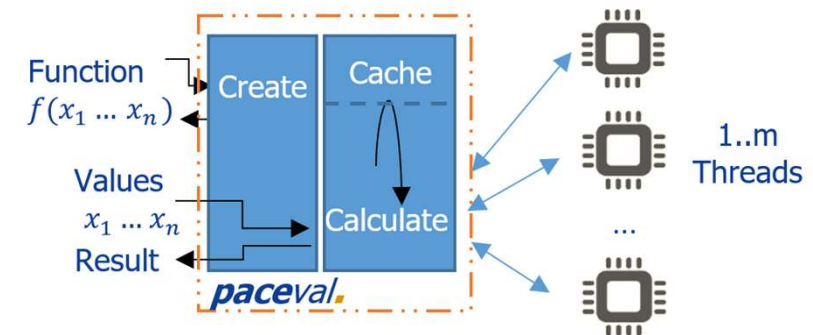 Function
f(x₁ ... xₙ)
Values
x₁ ... xₙ
Result
Create
Cache
Calculate
paceval.
1..m
Threads
...